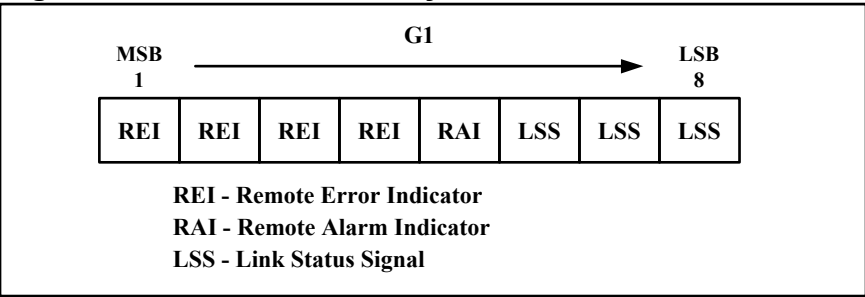 G1
MSB
1
LSB
8
REI REI REI REI RAI LSS LSS LSS
REI - Remote Error Indicator
RAI - Remote Alarm Indicator
LSS - Link Status Signal